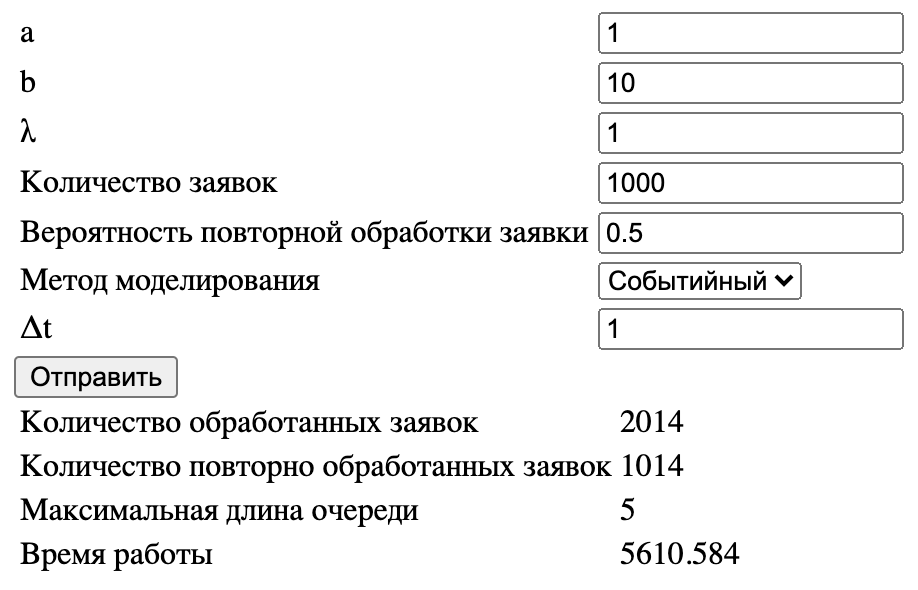 a 1
b 10
λ 1
Количество заявок 1000
Вероятность повторной обработки заявки 0.5
Метод моделирования Событийный
Δt 1
Отправить
Количество обработанных заявок 2014
Количество повторно обработанных заявок 1014
Максимальная длина очереди 5
Время работы 5610.584